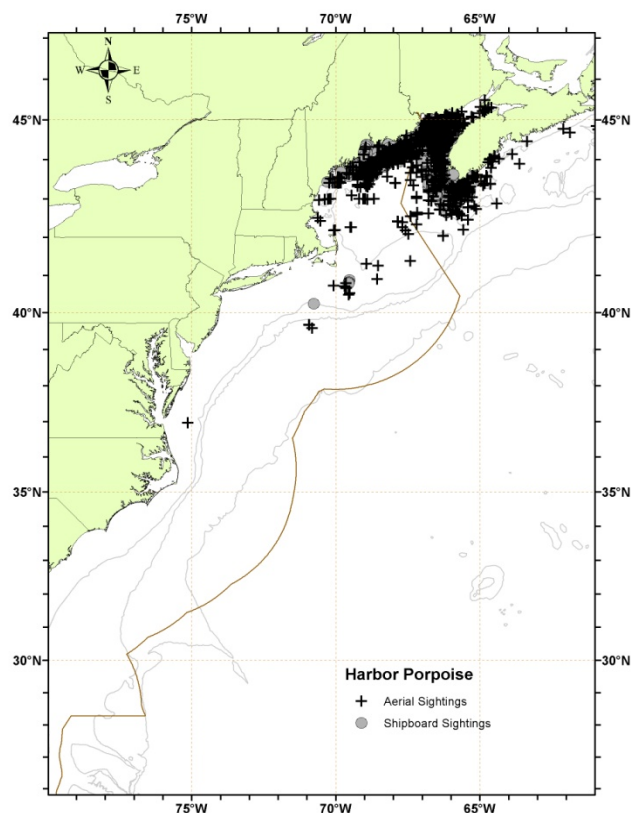 75°W 70°W 65°W
N
W E
S
45°N 45°N
40°N 40°N
35°N 35°N
30°N 30°N
Harbor Porpoise
Aerial Sightings
Shipboard Sightings
75°W 70°W 65°W